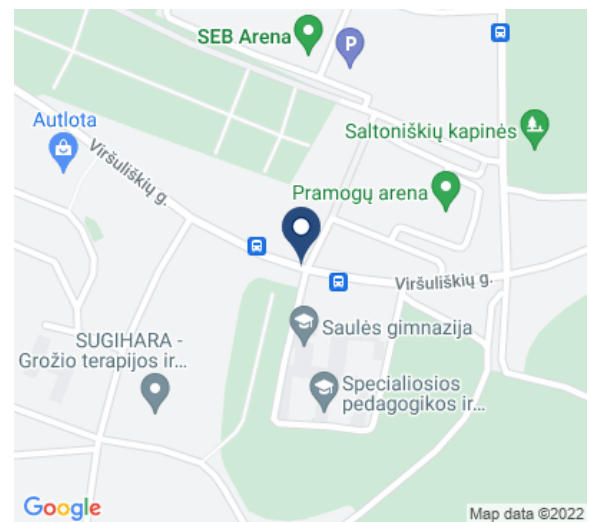 SEB Arena
P
Saltoniškių kapinės
Autlota
Viršuliškių g.
Pramogų arena
Viršuliškių g.
Saulės gimnazija
SUGIHARA -
Grožio terapijos ir...
Specialiosios
pedagogikos ir...
Google
Map data ©2022